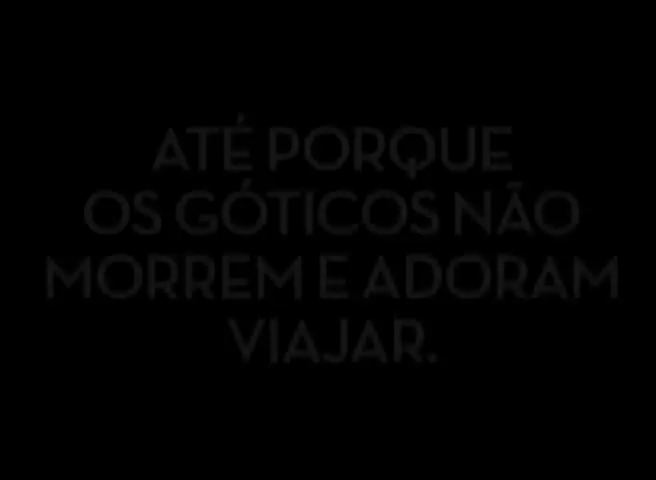 ATÉ PORQUE
OS GÓTICOS NÃO
MORREM E ADORAM
VIAJAR.